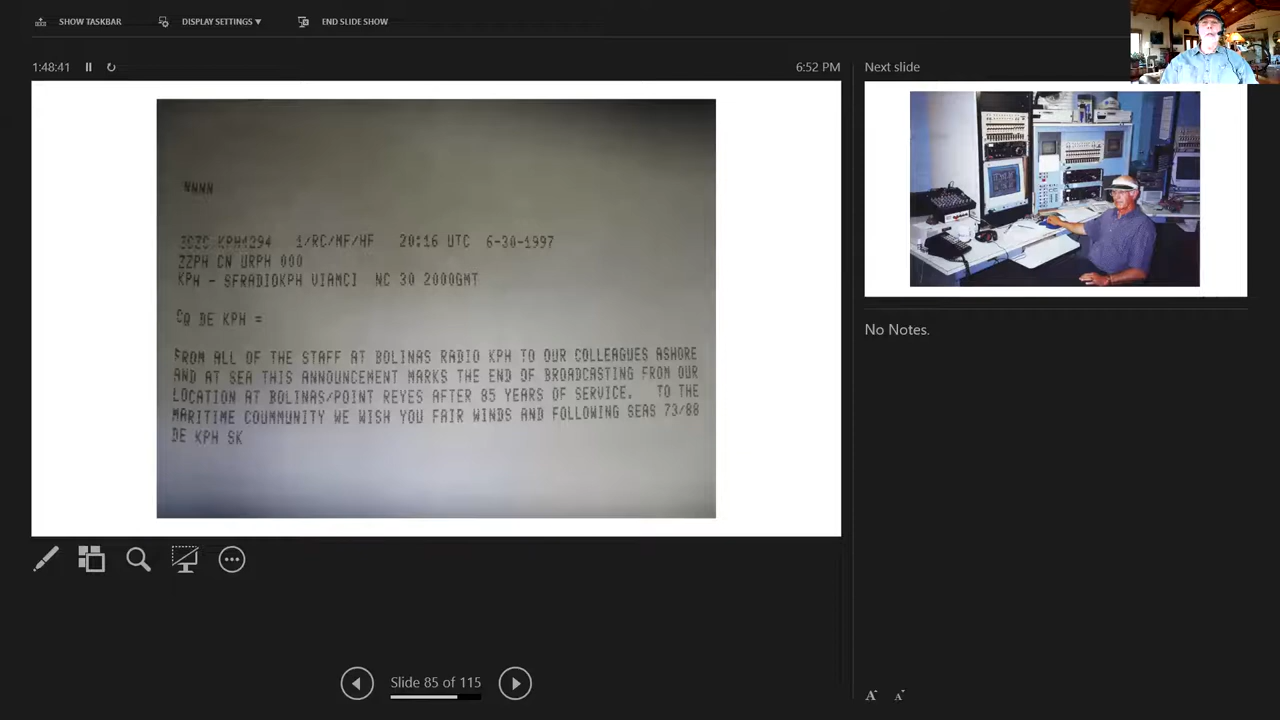 SHOW TASKBAR
DISPLAY SETTINGS ▼
END SLIDE SHOW
1:48:41
6:52 PM
Next slide
NNNN
ZCZC KPH4294 1/RC/MF/HF 20:16 UTC 6-30-1997
ZZPH CN URPH 000
KPH - SFRADIOKPH VIAMCI NC 30 2000GMT
CQ DE KPH =
FROM ALL OF THE STAFF AT BOLINAS RADIO KPH TO OUR COLLEAGUES ASHORE
AND AT SEA THIS ANNOUNCEMENT MARKS THE END OF BROADCASTING FROM OUR
LOCATION AT BOLINAS/POINT REYES AFTER 85 YEARS OF SERVICE. TO THE
MARITIME COUMMUNITY WE WISH YOU FAIR WINDS AND FOLLOWING SEAS 73/88
DE KPH SK
No Notes.
Slide 85 of 115
A A